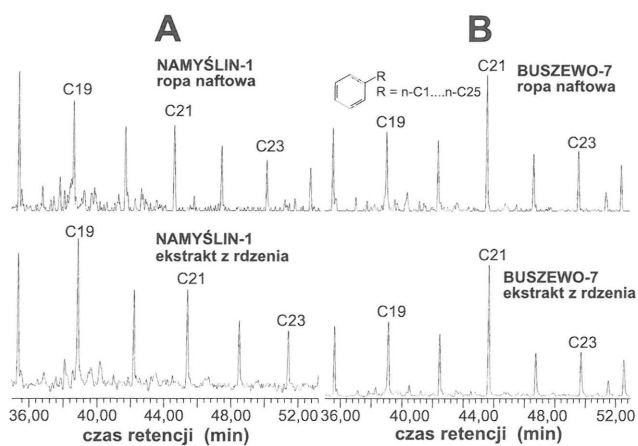 A
B
NAMYŚLIN-1
ropa naftowa
C19
C21
C23
R
R = n-C1....n-C25
C21
BUSZEWO-7
ropa naftowa
C19
C23
C19
NAMYŚLIN-1
ekstrakt z rdzenia
C21
C23
C21
BUSZEWO-7
ekstrakt z rdzenia
C19
C23
36,00 40,00 44,00 48,00 52,00
36,00 40,00 44,00 48,00 52,00
czas retencji (min)
czas retencji (min)